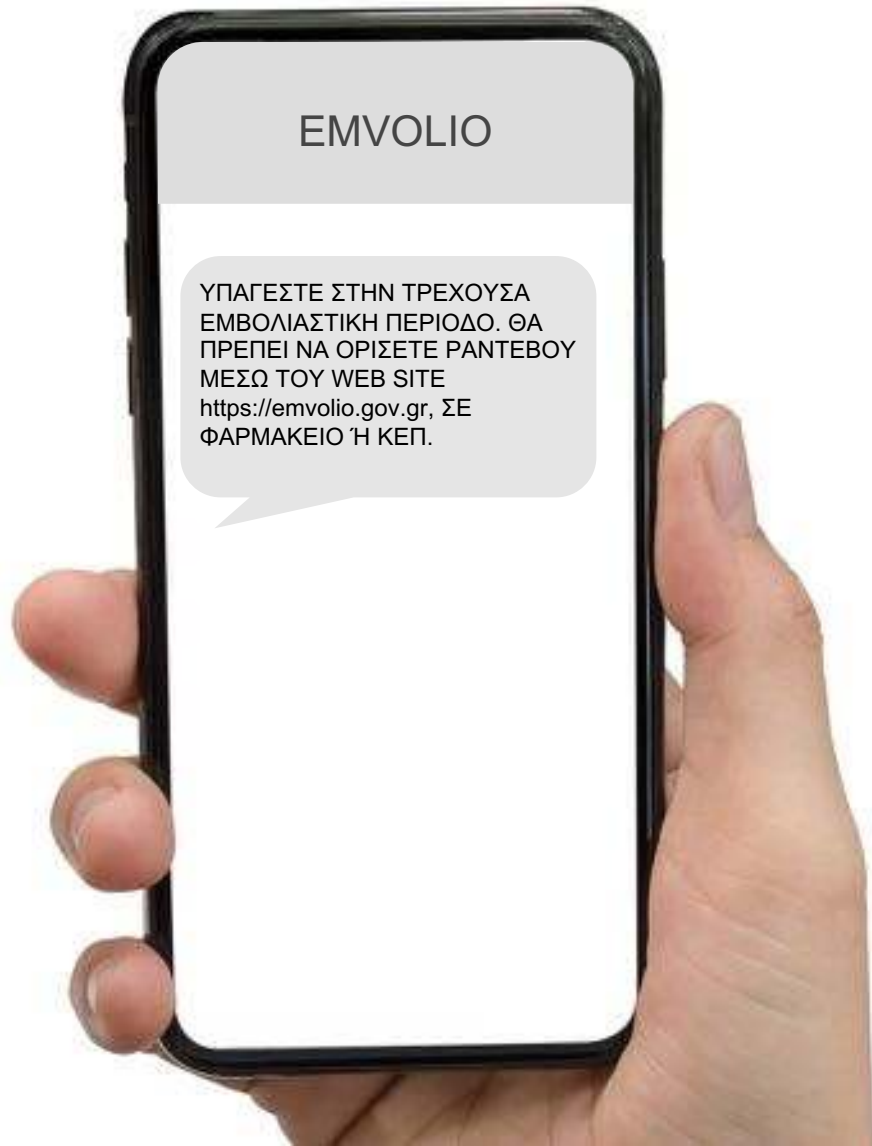 EMVOLIO
ΥΠΑΓΕΣΤΕ ΣΤΗΝ ΤΡΕΧΟΥΣΑ
ΕΜΒΟΛΙΑΣΤΙΚΗ ΠΕΡΙΟΔΟ. ΘΑ
ΠΡΕΠΕΙ ΝΑ ΟΡΙΣΕΤΕ ΡΑΝΤΕΒΟΥ
ΜΕΣΩ ΤΟΥ WEB SITE
https://emvolio.gov.gr, ΣΕ
ΦΑΡΜΑΚΕΙΟ Ή ΚΕΠ.